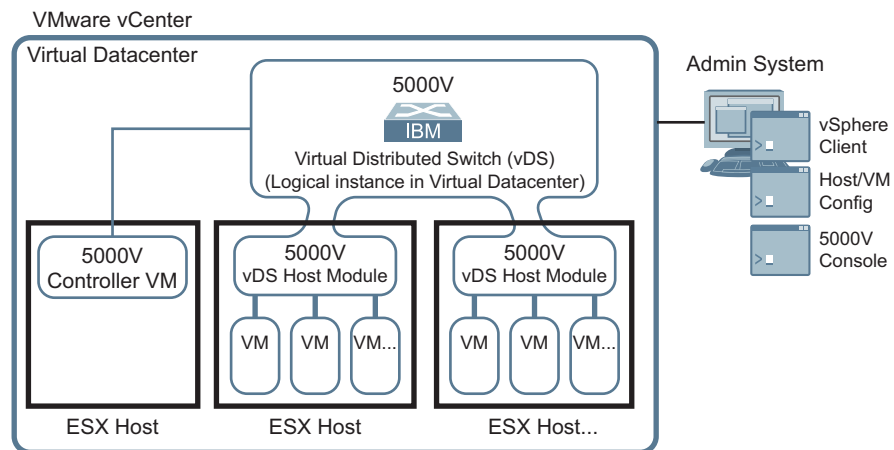 VMware vCenter
Virtual Datacenter
5000V
IBM
Virtual Distributed Switch (vDS)
(Logical instance in Virtual Datacenter)
Admin System
>
vSphere
Client
>
Host/VM
Config
>
5000V
Console
5000V
Controller VM
5000V
vDS Host Module
5000V
vDS Host Module
VM
VM
VM...
VM
VM
VM...
ESX Host
ESX Host
ESX Host...